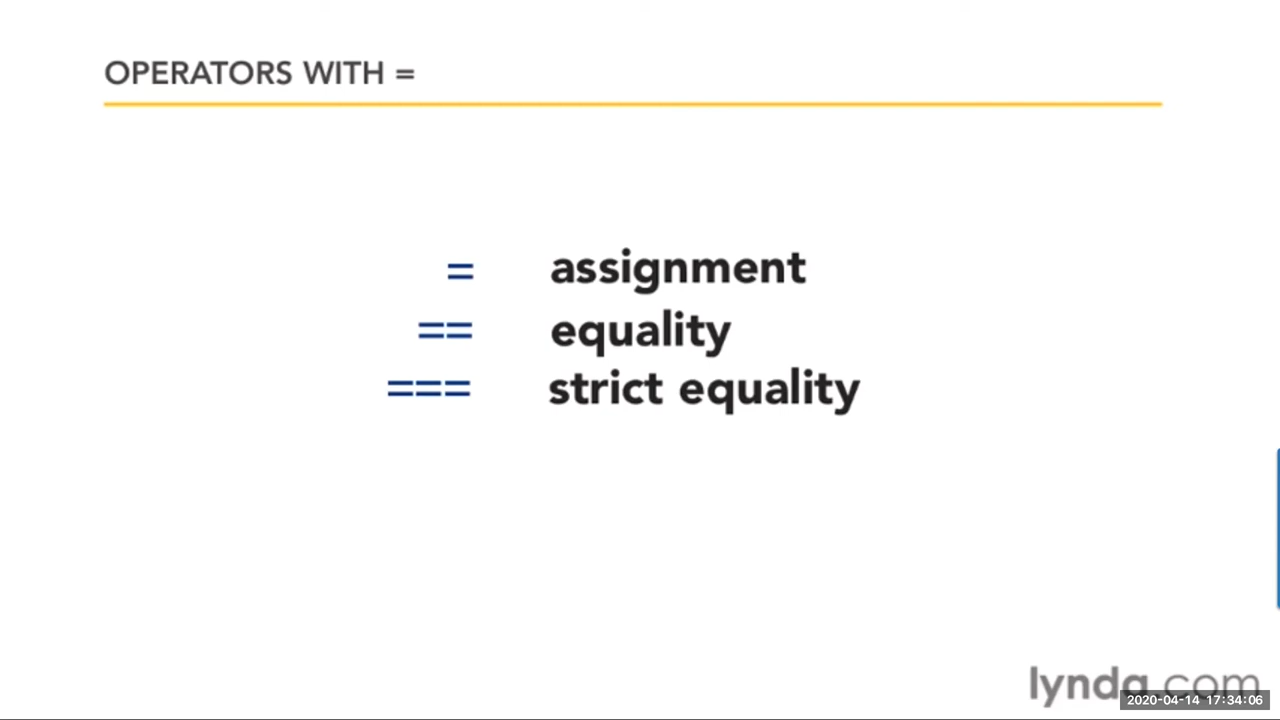 OPERATORS WITH =
= assignment
== equality
=== strict equality
lynda.com
2020-04-14 17:34:06